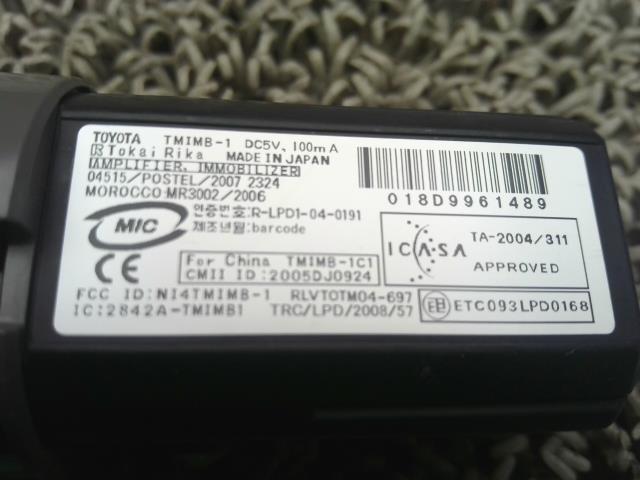 TOYOTA TMIMB-1 DC5V, 100mA
Tokai Rika MADE IN JAPAN
AMPLIFIER, IMMOBILIZER
04515/POSTEL/2007 2324
MOROCCO MR3002/2006
018D9961489
MIC 인증번호:R-LPD1-04-0191
제조년월:barcode
ICASA TA-2004/311
APPROVED
CE For China TMIMB-1C1
CMII ID:2005DJ0924
FCC ID:NI4TMIMB-1 RLVTOTM04-697
IC:2842A-TMIMB1 TRC/LPD/2008/57
ETC093LPD0168